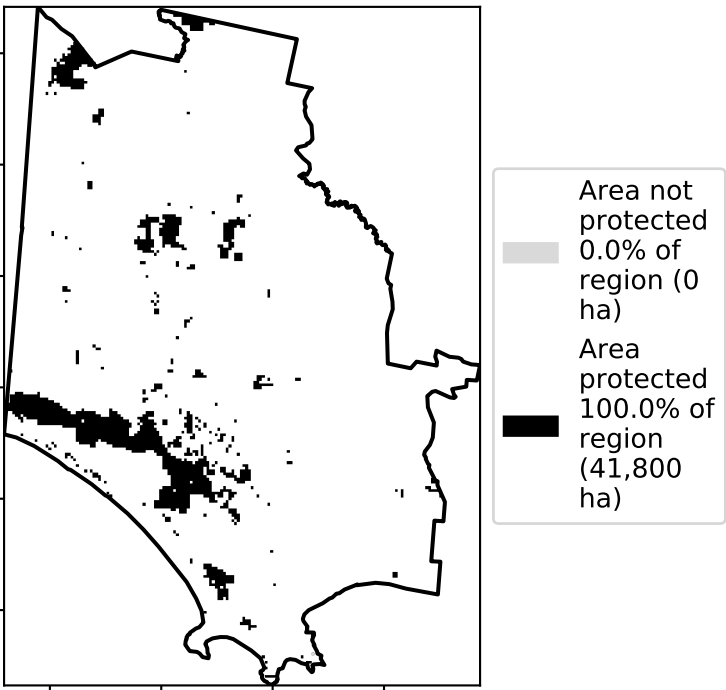 Area not
protected
0.0% of
region (0
ha)
Area
protected
100.0% of
region
(41,800
ha)